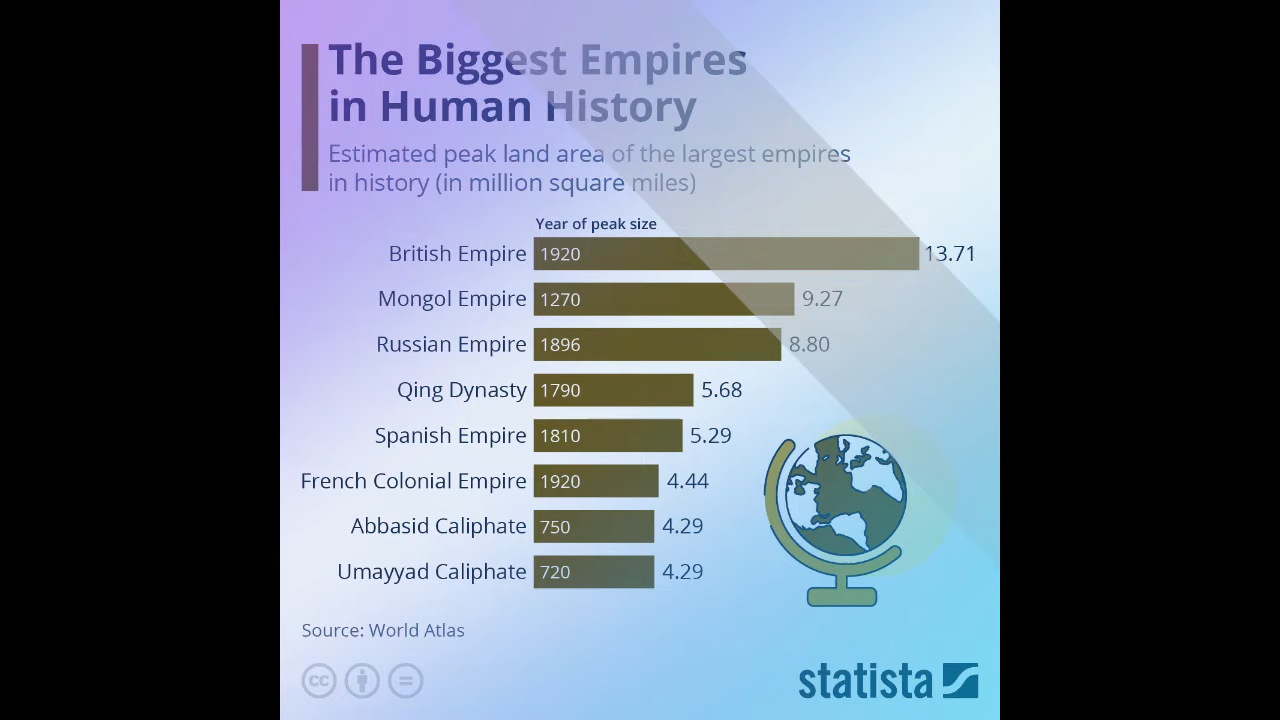 The Biggest Empires
in Human History
Estimated peak land area of the largest empires
in history (in million square miles)
Year of peak size
British Empire 1920 13.71
Mongol Empire 1270 9.27
Russian Empire 1896 8.80
Qing Dynasty 1790 5.68
Spanish Empire 1810 5.29
French Colonial Empire 1920 4.44
Abbasid Caliphate 750 4.29
Umayyad Caliphate 720 4.29
Source: World Atlas
cc
statista